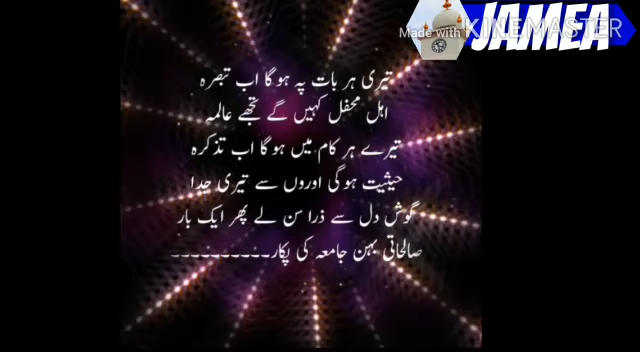 JAMEA
Made with KINEMASTER
تیری ہر بات پہ ہوگا اب تبصرہ
اہل محفل کہیں گے تجھے عالمہ
تیرے ہر کام میں ہوگا اب تذکرہ
حیثیت ہوگی اوروں سے تیری جدا
گوش دل سے ذرا سن لے پھر ایک بار
صالحاتی بہن جامعہ کی پکار۔۔۔۔۔۔۔۔۔۔